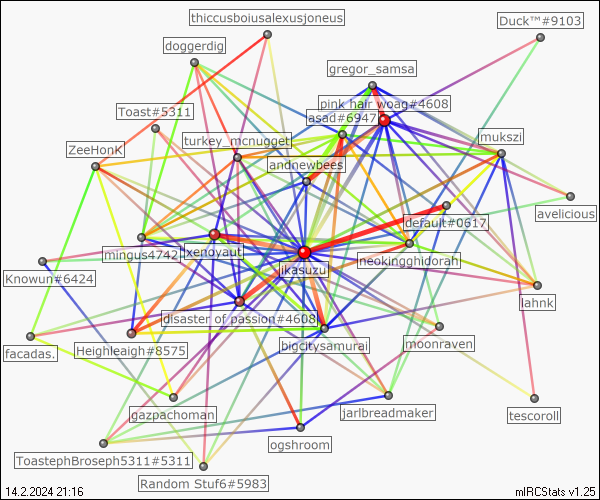 thiccusboiusalexusjoneus
Duck™#9103
doggerdig
gregor_samsa
pink hair woag#4608
Toast#5311
asad#6947
turkey_mcnugget
mukszi
ZeeHonK
andnewbees
avelicious
default#0617
mingus4742
xenoyaut
neokingghidorah
jkasuzu
Knowun#6424
lahnk
disaster of passion#4608
facadas.
Heighleaigh#8575
bigcitysamurai
moonraven
gazpachoman
jarlbreadmaker
tescoroll
ogshroom
ToastephBroseph5311#5311
Random Stuf6#5983
14.2.2024 21:16
mIRCStats v1.25